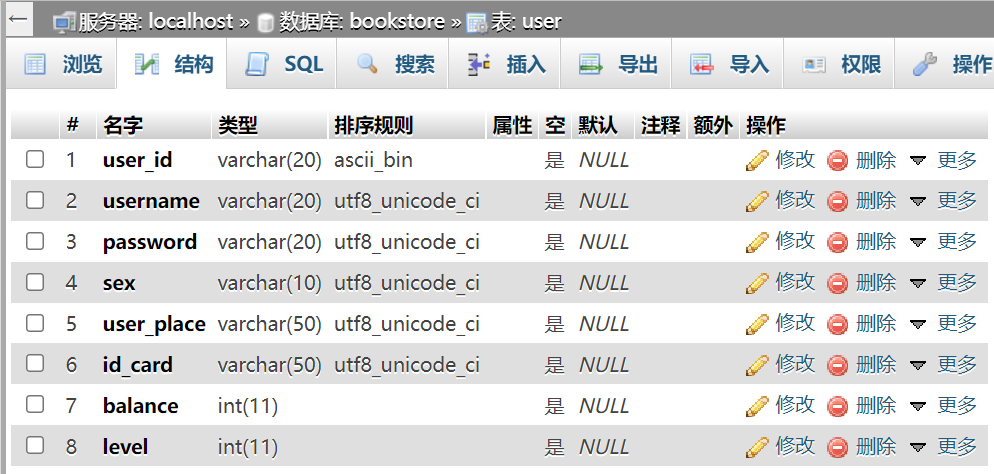 服务器: localhost » 数据库: bookstore » 表: user
浏览 结构 SQL 搜索 插入 导出 导入 权限 操作
# 名字 类型 排序规则 属性 空 默认 注释 额外 操作
1 user_id varchar(20) ascii_bin 是 NULL 修改 删除 更多
2 username varchar(20) utf8_unicode_ci 是 NULL 修改 删除 更多
3 password varchar(20) utf8_unicode_ci 是 NULL 修改 删除 更多
4 sex varchar(10) utf8_unicode_ci 是 NULL 修改 删除 更多
5 user_place varchar(50) utf8_unicode_ci 是 NULL 修改 删除 更多
6 id_card varchar(50) utf8_unicode_ci 是 NULL 修改 删除 更多
7 balance int(11) 是 NULL 修改 删除 更多
8 level int(11) 是 NULL 修改 删除 更多